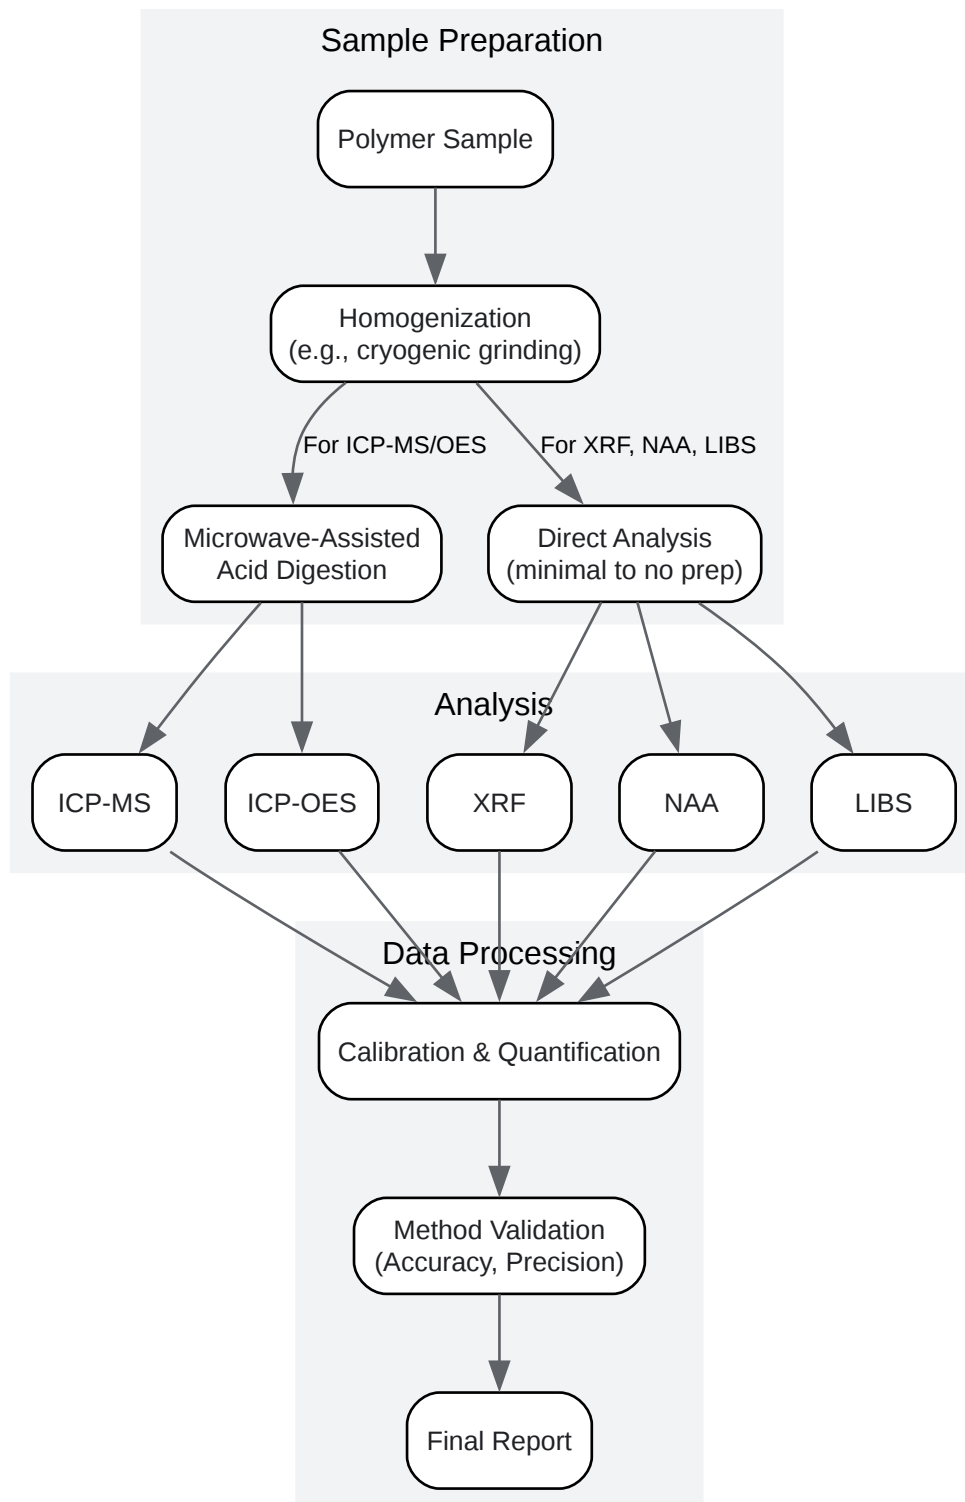 Sample Preparation
Polymer Sample
Homogenization
(e.g., cryogenic grinding)
For ICP-MS/OES
For XRF, NAA, LIBS
Microwave-Assisted
Acid Digestion
Direct Analysis
(minimal to no prep)
Analysis
ICP-MS
ICP-OES
XRF
NAA
LIBS
Data Processing
Calibration & Quantification
Method Validation
(Accuracy, Precision)
Final Report